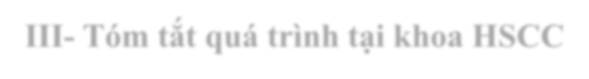 III- Tóm tắt quá trình tại khoa HSCC